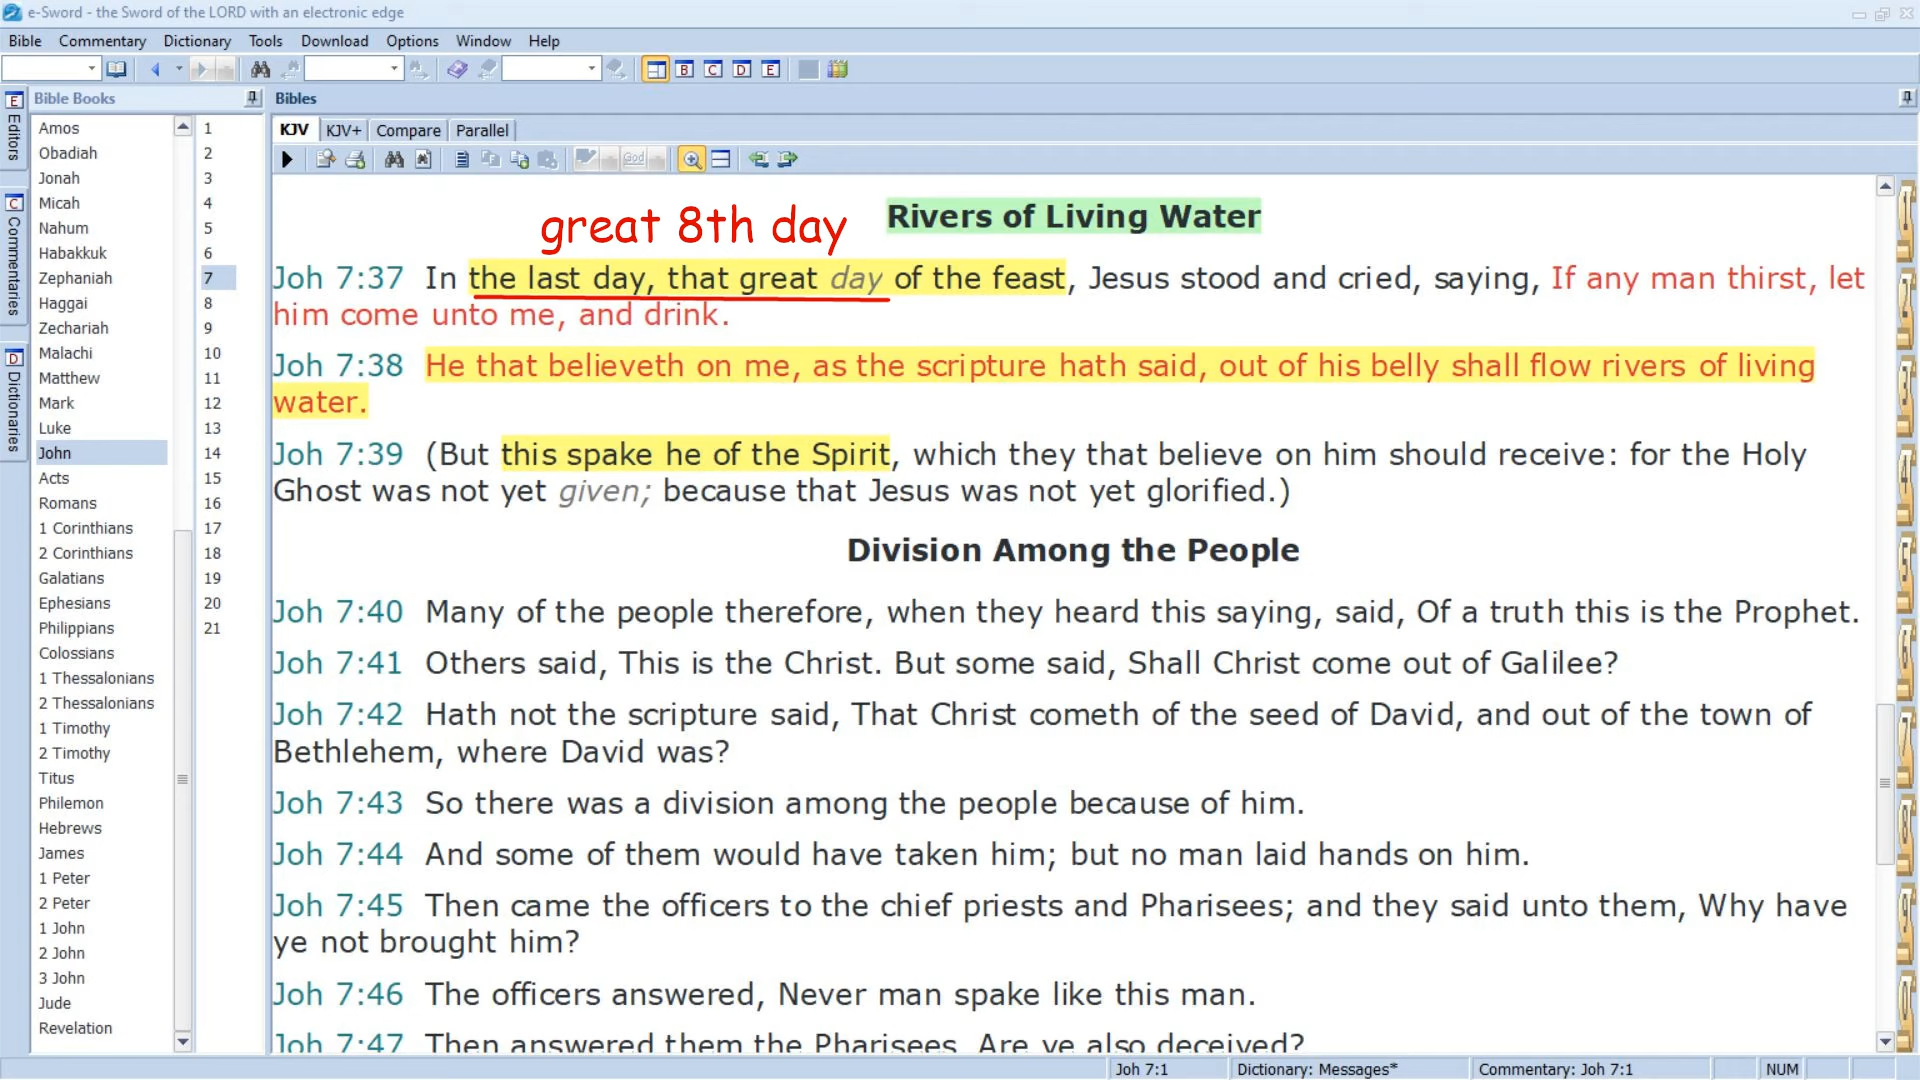 e-Sword - the Sword of the LORD with an electronic edge
Bible Commentary Dictionary Tools Download Options Window Help
B C D E
Bible Books
Bibles
E Editors
C Commentaries
D Dictionaries
Amos
Obadiah
Jonah
Micah
Nahum
Habakkuk
Zephaniah
Haggai
Zechariah
Malachi
Matthew
Mark
Luke
John
Acts
Romans
1 Corinthians
2 Corinthians
Galatians
Ephesians
Philippians
Colossians
1 Thessalonians
2 Thessalonians
1 Timothy
2 Timothy
Titus
Philemon
Hebrews
James
1 Peter
2 Peter
1 John
2 John
3 John
Jude
Revelation
1
2
3
4
5
6
7
8
9
10
11
12
13
14
15
16
17
18
19
20
21
KJV KJV+ Compare Parallel
God
great 8th day
Rivers of Living Water
Joh 7:37 In the last day, that great day of the feast, Jesus stood and cried, saying, If any man thirst, let
him come unto me, and drink.
Joh 7:38 He that believeth on me, as the scripture hath said, out of his belly shall flow rivers of living
water.
Joh 7:39 (But this spake he of the Spirit, which they that believe on him should receive: for the Holy
Ghost was not yet given; because that Jesus was not yet glorified.)
Division Among the People
Joh 7:40 Many of the people therefore, when they heard this saying, said, Of a truth this is the Prophet.
Joh 7:41 Others said, This is the Christ. But some said, Shall Christ come out of Galilee?
Joh 7:42 Hath not the scripture said, That Christ cometh of the seed of David, and out of the town of
Bethlehem, where David was?
Joh 7:43 So there was a division among the people because of him.
Joh 7:44 And some of them would have taken him; but no man laid hands on him.
Joh 7:45 Then came the officers to the chief priests and Pharisees; and they said unto them, Why have
ye not brought him?
Joh 7:46 The officers answered, Never man spake like this man.
Joh 7:47 Then answered them the Pharisees, Are ye also deceived?
Joh 7:1 Dictionary: Messages* Commentary: Joh 7:1 NUM